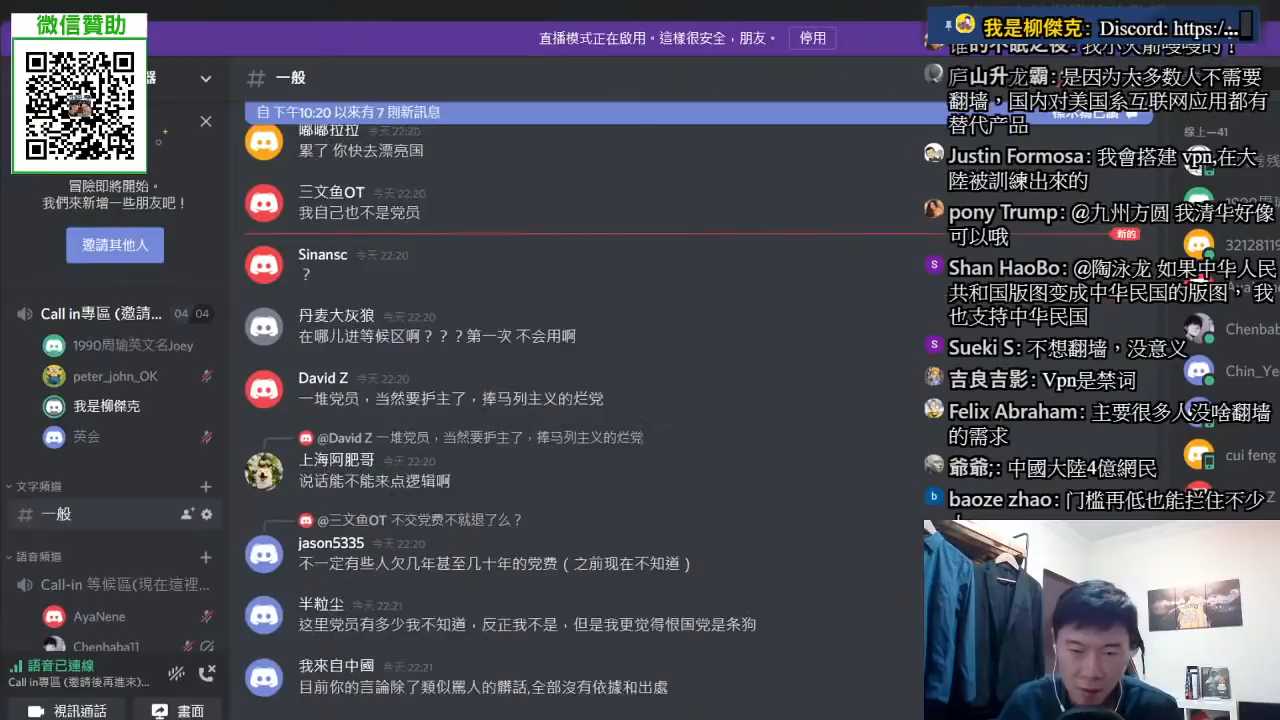 微信贊助
直播模式正在啟用。這樣很安全，朋友。
停用
器
冒險即將開始。
我們來新增一些朋友吧！
邀請其他人
Call in專區 (邀請...
04 04
1990周瑜英文名Joey
peter_john_OK
我是柳傑克
英会
文字頻道
# 一般
語音頻道
Call-in 等候區(現在這裡...
AyaNene
Chenbaba11
語音已連線
Call in專區 (邀請後再進來)...
視訊通話
畫面
# 一般
自 下午10:20 以來有 7 則新訊息
標示為已讀
嘟嘟拉拉 今天 22:20
累了 你快去漂亮国
三文鱼OT 今天 22:20
我自己也不是党员
新的
Sinansc 今天 22:20
？
丹麦大灰狼 今天 22:20
在哪儿进等候区啊？？？第一次 不会用啊
David Z 今天 22:20
一堆党员，当然要护主了，捧马列主义的烂党
@David Z 一堆党员，当然要护主了，捧马列主义的烂党
上海阿肥哥 今天 22:20
说话能不能来点逻辑啊
@三文鱼OT 不交党费不就退了么？
jason5335 今天 22:20
不一定有些人欠几年甚至几十年的党费（之前现在不知道）
半粒尘 今天 22:21
这里党员有多少我不知道，反正我不是，但是我更觉得恨国党是条狗
我來自中國 今天 22:21
目前你的言論除了類似罵人的髒話,全部沒有依據和出處
我是柳傑克: Discord: https:/...
庐山升龙霸: 是因为大多数人不需要
翻墙，国内对美国系互联网应用都有
替代产品
Justin Formosa: 我會搭建 vpn,在大
陸被訓練出來的
pony Trump: @九州方圆 我清华好像
可以哦
Shan HaoBo: @陶泳龙 如果中华人民
共和国版图变成中华民国的版图，我
也支持中华民国
Sueki S: 不想翻墙，没意义
吉良吉影: Vpn是禁词
Felix Abraham: 主要很多人没啥翻墙
的需求
爺爺;: 中國大陸4億網民
baoze zhao: 门槛再低也能拦住不少
線上—41
32128119
Chenbab
Chin_Ye
cui feng